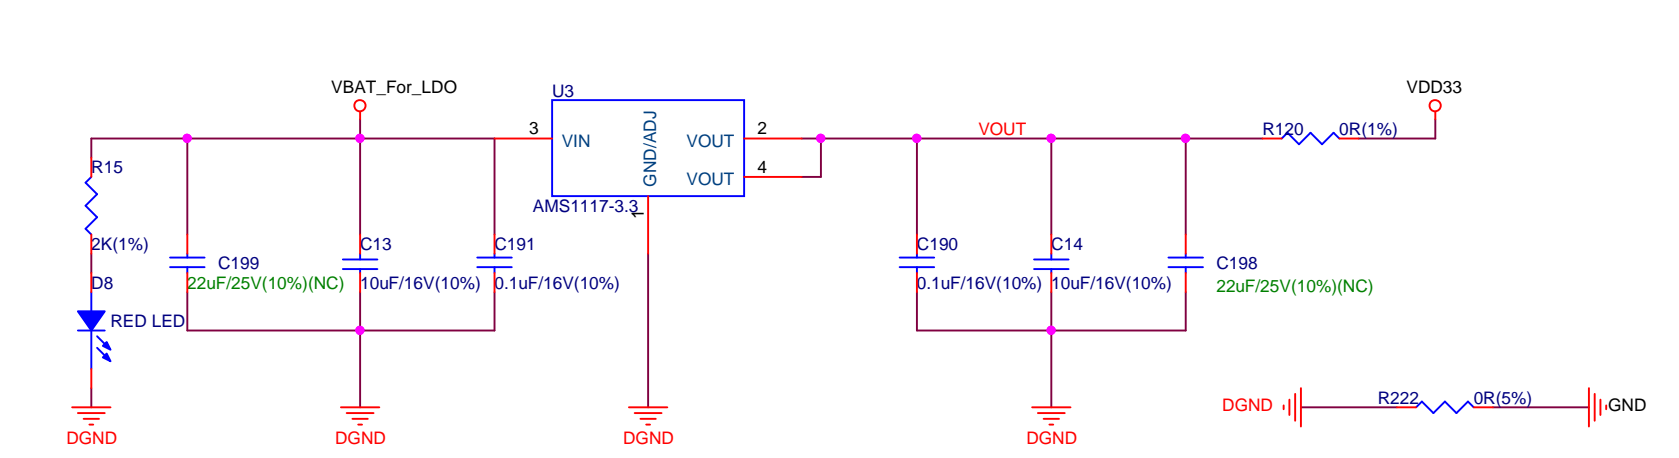 VBAT_For_LDO
VDD33
U3
3
VIN
GND/ADJ
VOUT
2
VOUT
4
AMS1117-3.3
1
VOUT
R120
0R(1%)
R15
2K(1%)
D8
RED LED
C199
22uF/25V(10%)(NC)
C13
10uF/16V(10%)
C191
0.1uF/16V(10%)
C190
0.1uF/16V(10%)
C14
10uF/16V(10%)
C198
22uF/25V(10%)(NC)
DGND
DGND
DGND
DGND
DGND
R222
0R(5%)
GND